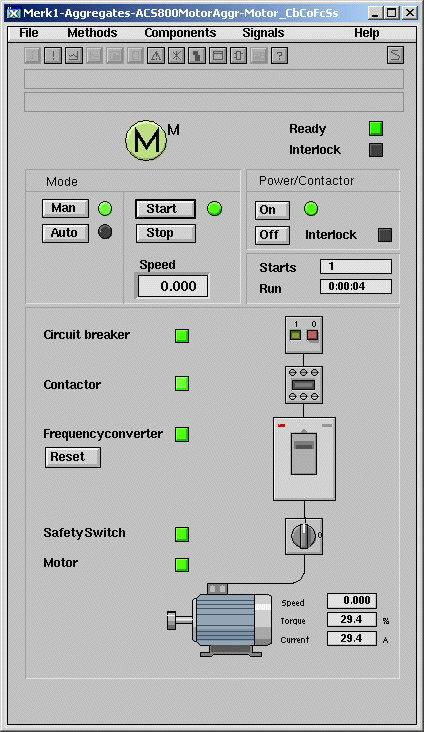 Merk1-Aggregates-ACS800MotorAggr-Motor_CbCoFcSs
File Methods Components Signals Help
M M
Ready
Interlock
Mode
Power/Contactor
Man Start On
Auto Stop Off Interlock
Speed
0.000
Starts 1
Run 0:00:04
1 0
Circuit breaker
Contactor
Frequencyconverter
Reset
SafetySwitch
0
Motor
Speed 0.000
Torque 29.4 %
Current 29.4 A